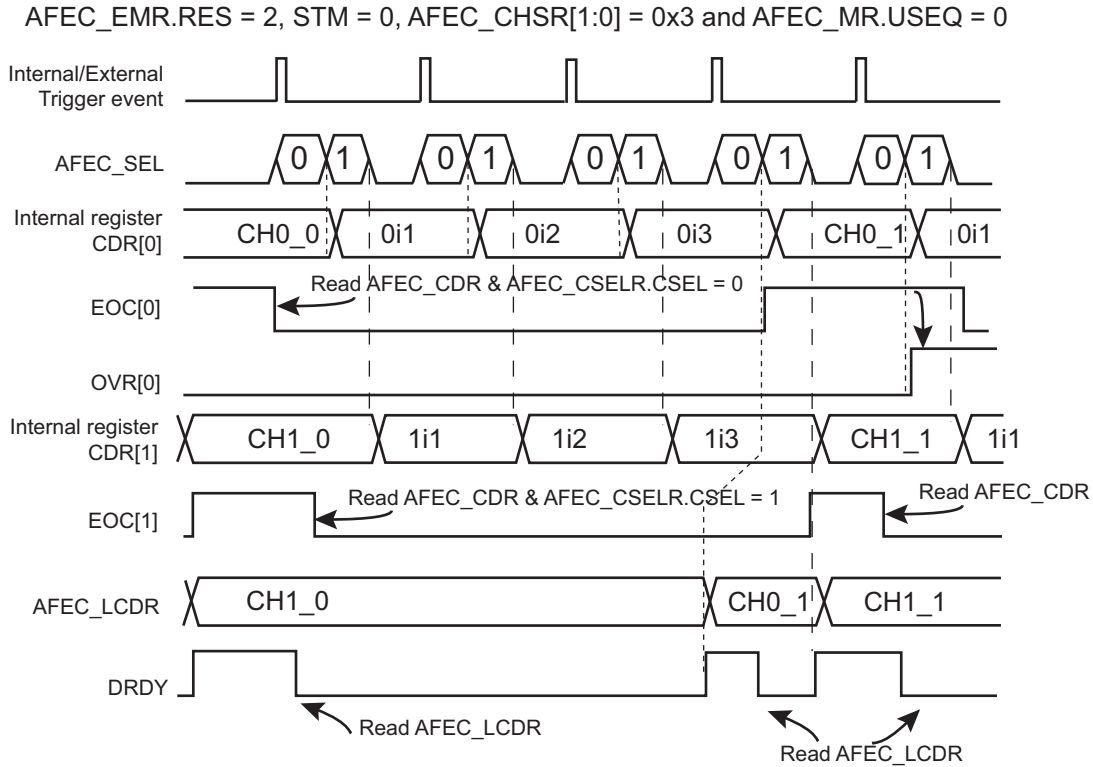 AFEC_EMR.RES = 2, STM = 0, AFEC_CHSR[1:0] = 0x3 and AFEC_MR.USEQ = 0
Internal/External
Trigger event
AFEC_SEL
0 1 0 1 0 1 0 1 0 1
Internal register
CDR[0]
CH0_0 0i1 0i2 0i3 CH0_1 0i1
Read AFEC_CDR & AFEC_CSELR.CSEL = 0
EOC[0]
OVR[0]
Internal register
CDR[1]
CH1_0 1i1 1i2 1i3 CH1_1 1i1
Read AFEC_CDR & AFEC_CSELR.CSEL = 1
Read AFEC_CDR
EOC[1]
AFEC_LCDR
CH1_0 CH0_1 CH1_1
DRDY
Read AFEC_LCDR
Read AFEC_LCDR